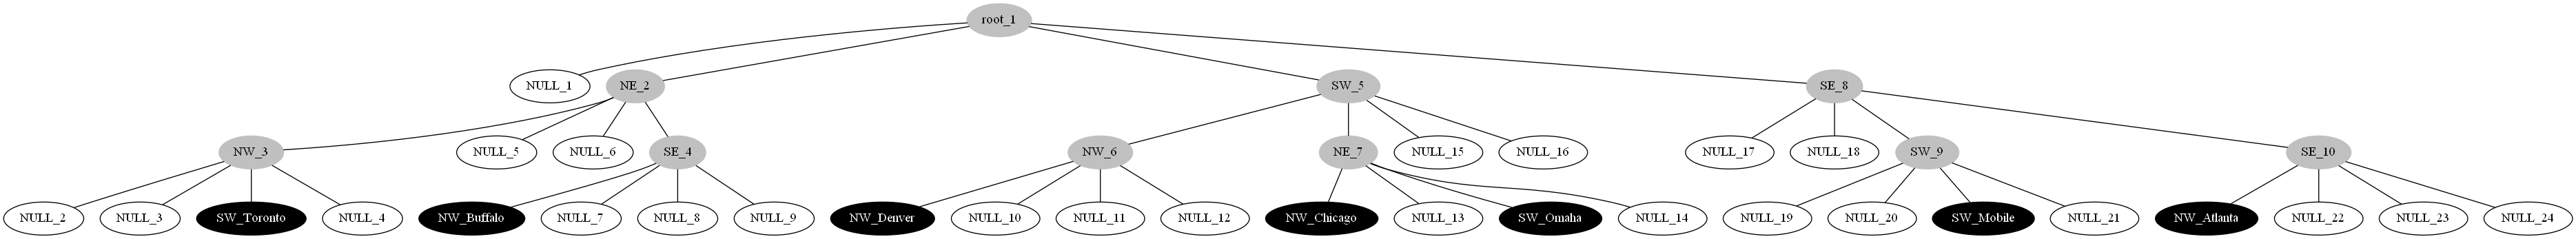 root_1
NULL_1 NE_2 SW_5 SE_8
NW_3 NULL_5 NULL_6 SE_4 NW_6 NE_7 NULL_15 NULL_16 NULL_17 NULL_18 SW_9 SE_10
NULL_2 NULL_3 SW_Toronto NULL_4 NW_Buffalo NULL_7 NULL_8 NULL_9 NW_Denver NULL_10 NULL_11 NULL_12 NW_Chicago NULL_13 SW_Omaha NULL_14 NULL_19 NULL_20 SW_Mobile NULL_21 NW_Atlanta NULL_22 NULL_23 NULL_24